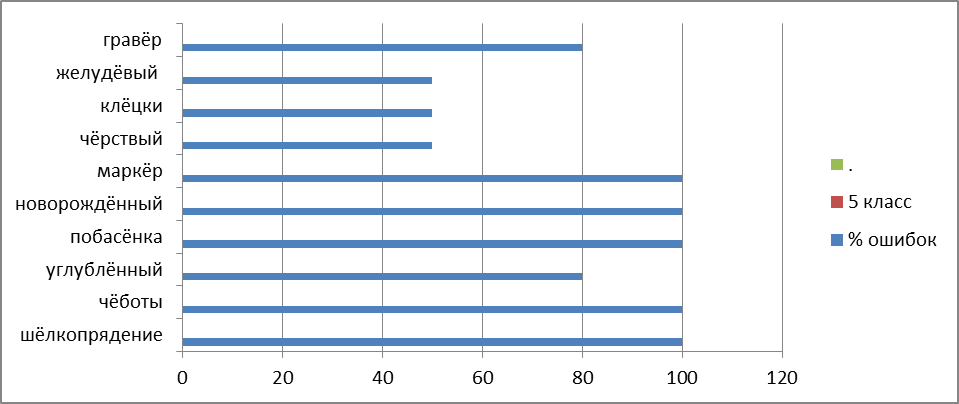 гравёр
желудёвый
клёцки
чёрствый
маркёр
новорождённый
побасёнка
углублённый
чёботы
шёлкопрядение
0 20 40 60 80 100 120
.
5 класс
% ошибок